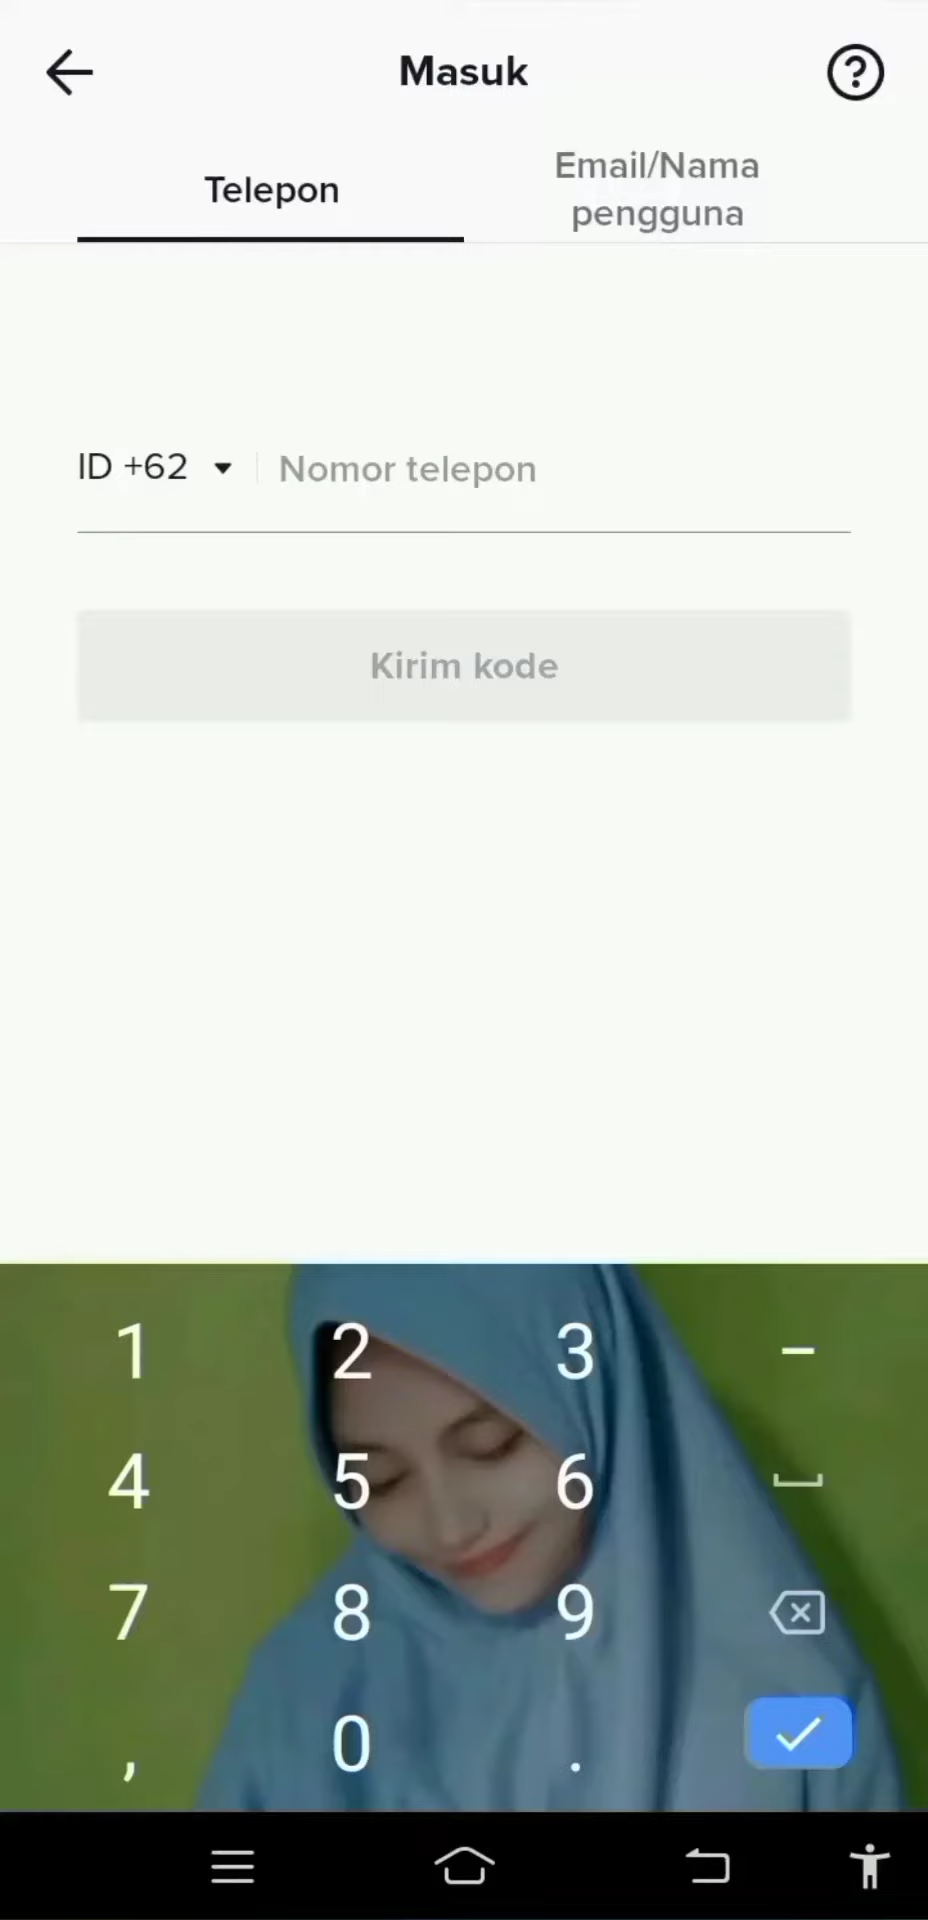 Masuk
Telepon
Email/Nama
pengguna
ID +62
Nomor telepon
Kirim kode
1 2 3 –
4 5 6
7 8 9
, 0 .